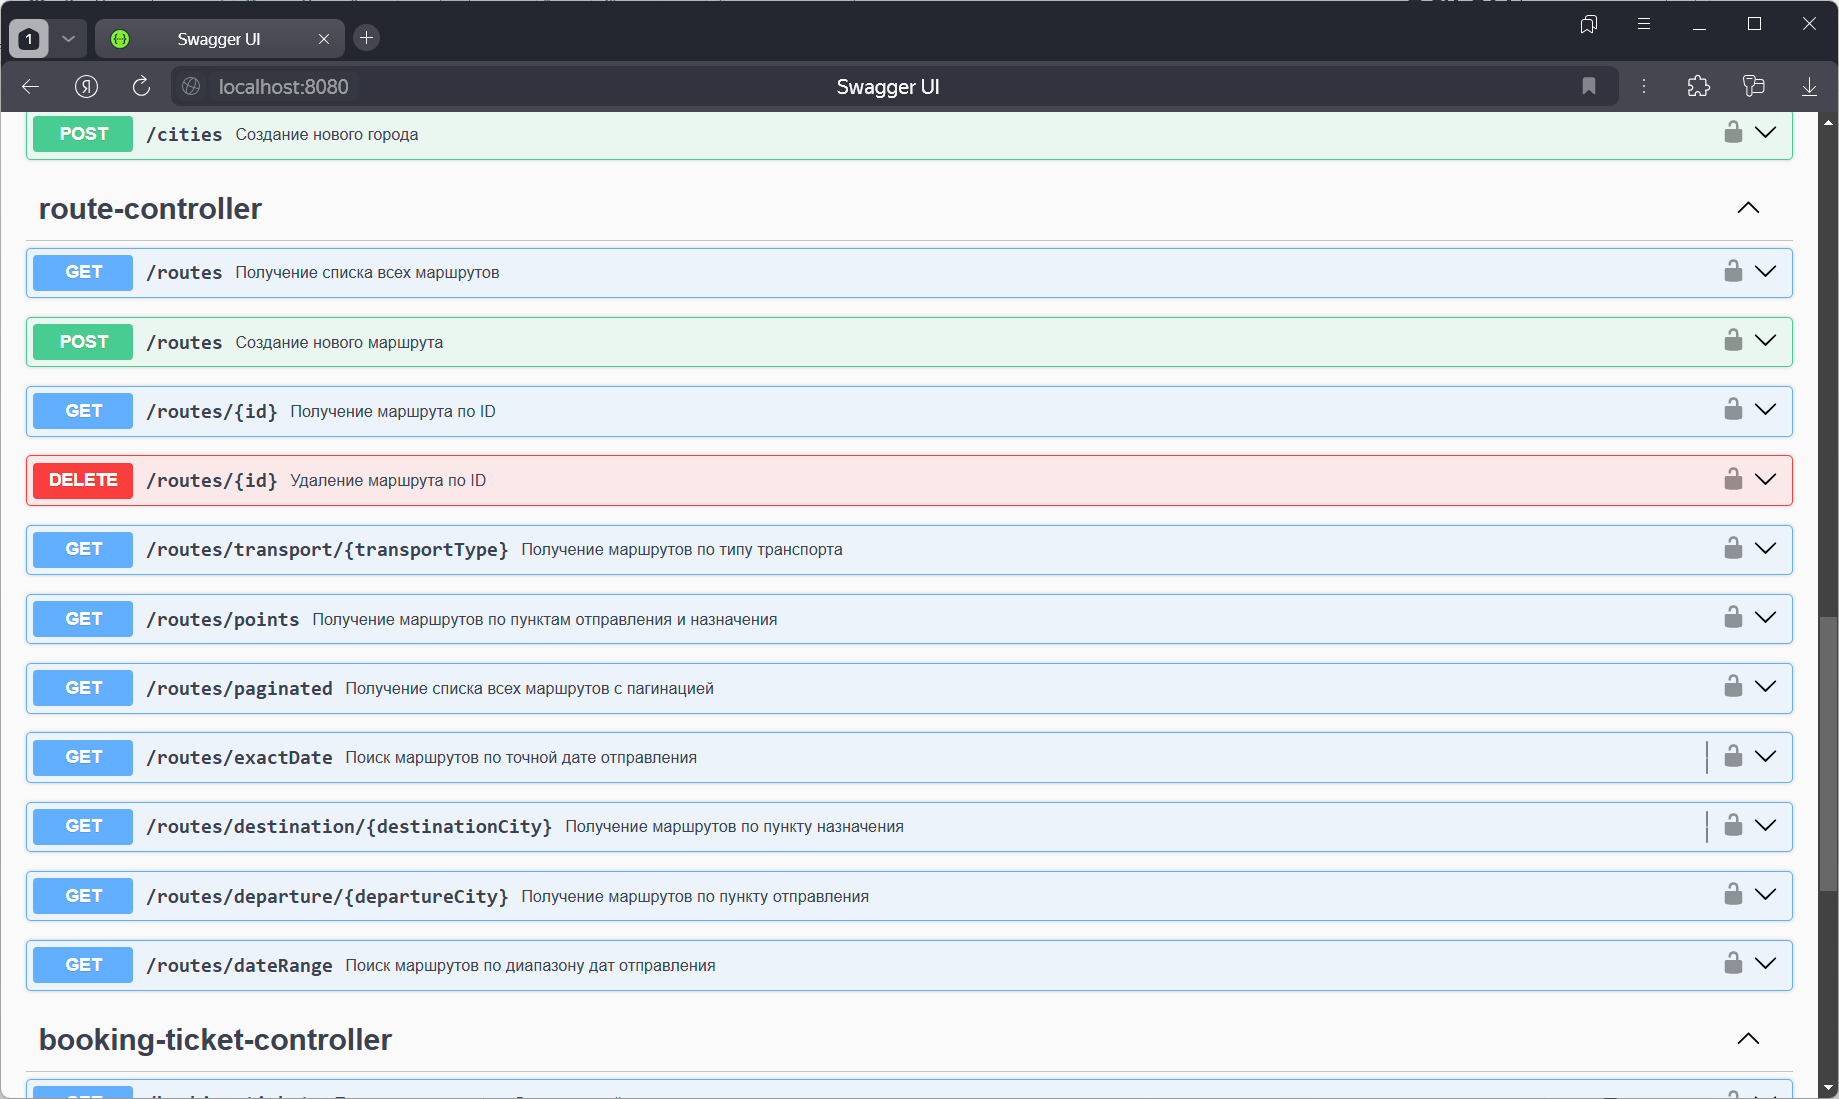 1
Swagger UI
Я
localhost:8080
Swagger UI
POST /cities Создание нового города
route-controller
GET /routes Получение списка всех маршрутов
POST /routes Создание нового маршрута
GET /routes/{id} Получение маршрута по ID
DELETE /routes/{id} Удаление маршрута по ID
GET /routes/transport/{transportType} Получение маршрутов по типу транспорта
GET /routes/points Получение маршрутов по пунктам отправления и назначения
GET /routes/paginated Получение списка всех маршрутов с пагинацией
GET /routes/exactDate Поиск маршрутов по точной дате отправления
GET /routes/destination/{destinationCity} Получение маршрутов по пункту назначения
GET /routes/departure/{departureCity} Получение маршрутов по пункту отправления
GET /routes/dateRange Поиск маршрутов по диапазону дат отправления
booking-ticket-controller
GET